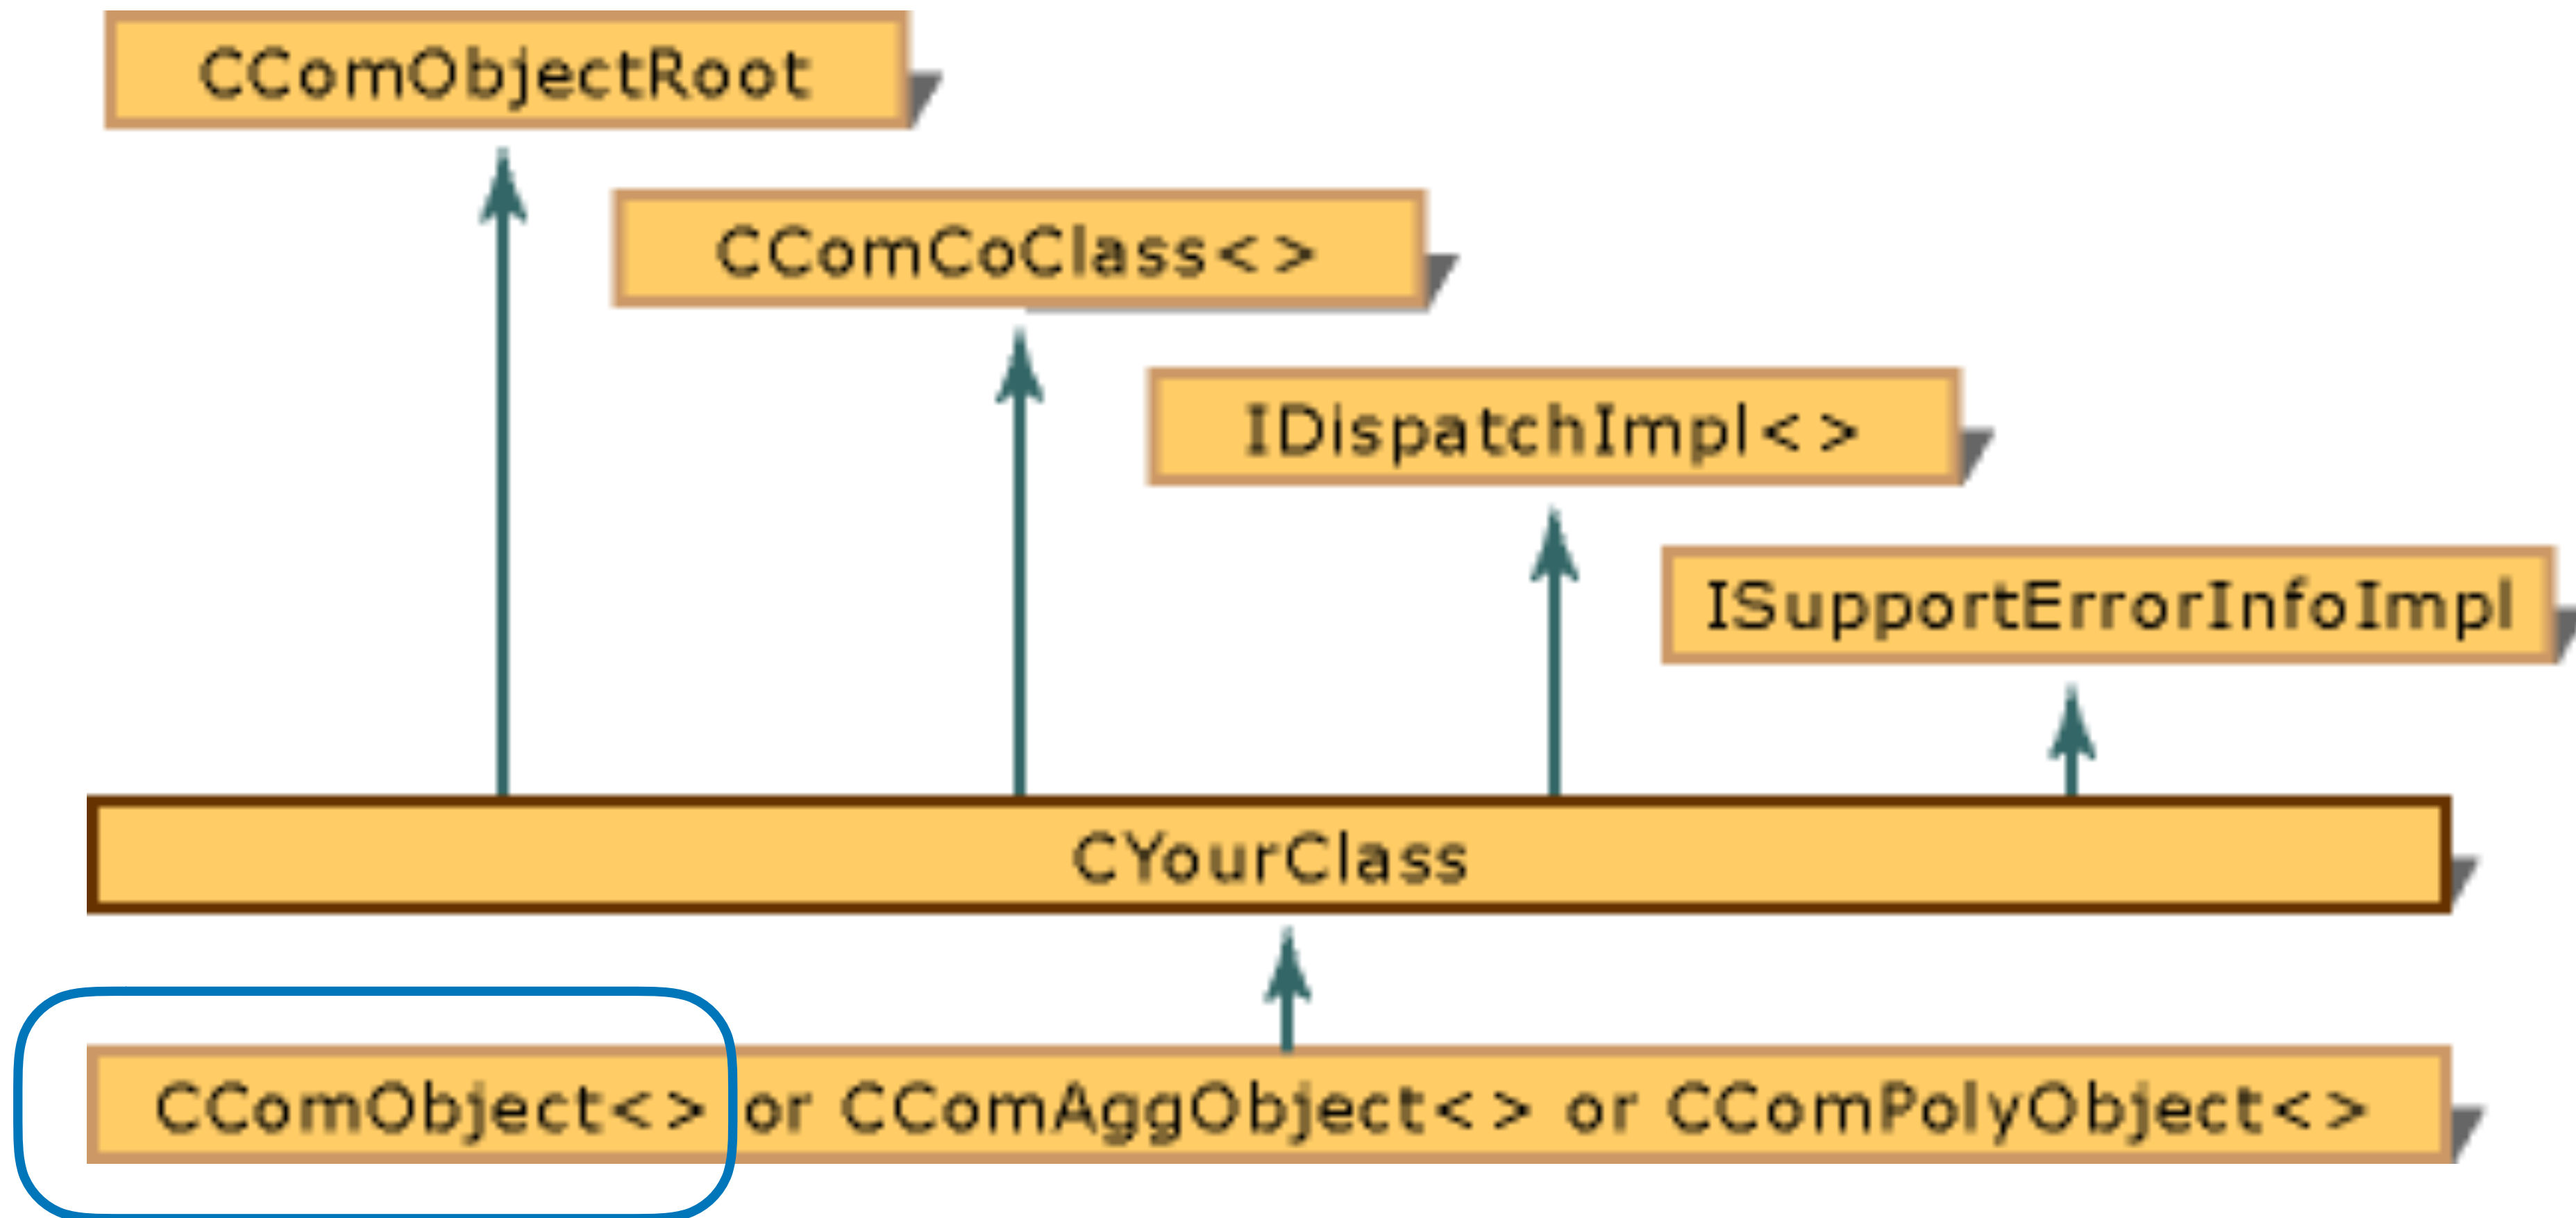 CComObjectRoot
CComCoClass<>
IDispatchImpl<>
ISupportErrorInfoImpl
CYourClass
CComObject<> or CComAggObject<> or CComPolyObject<>